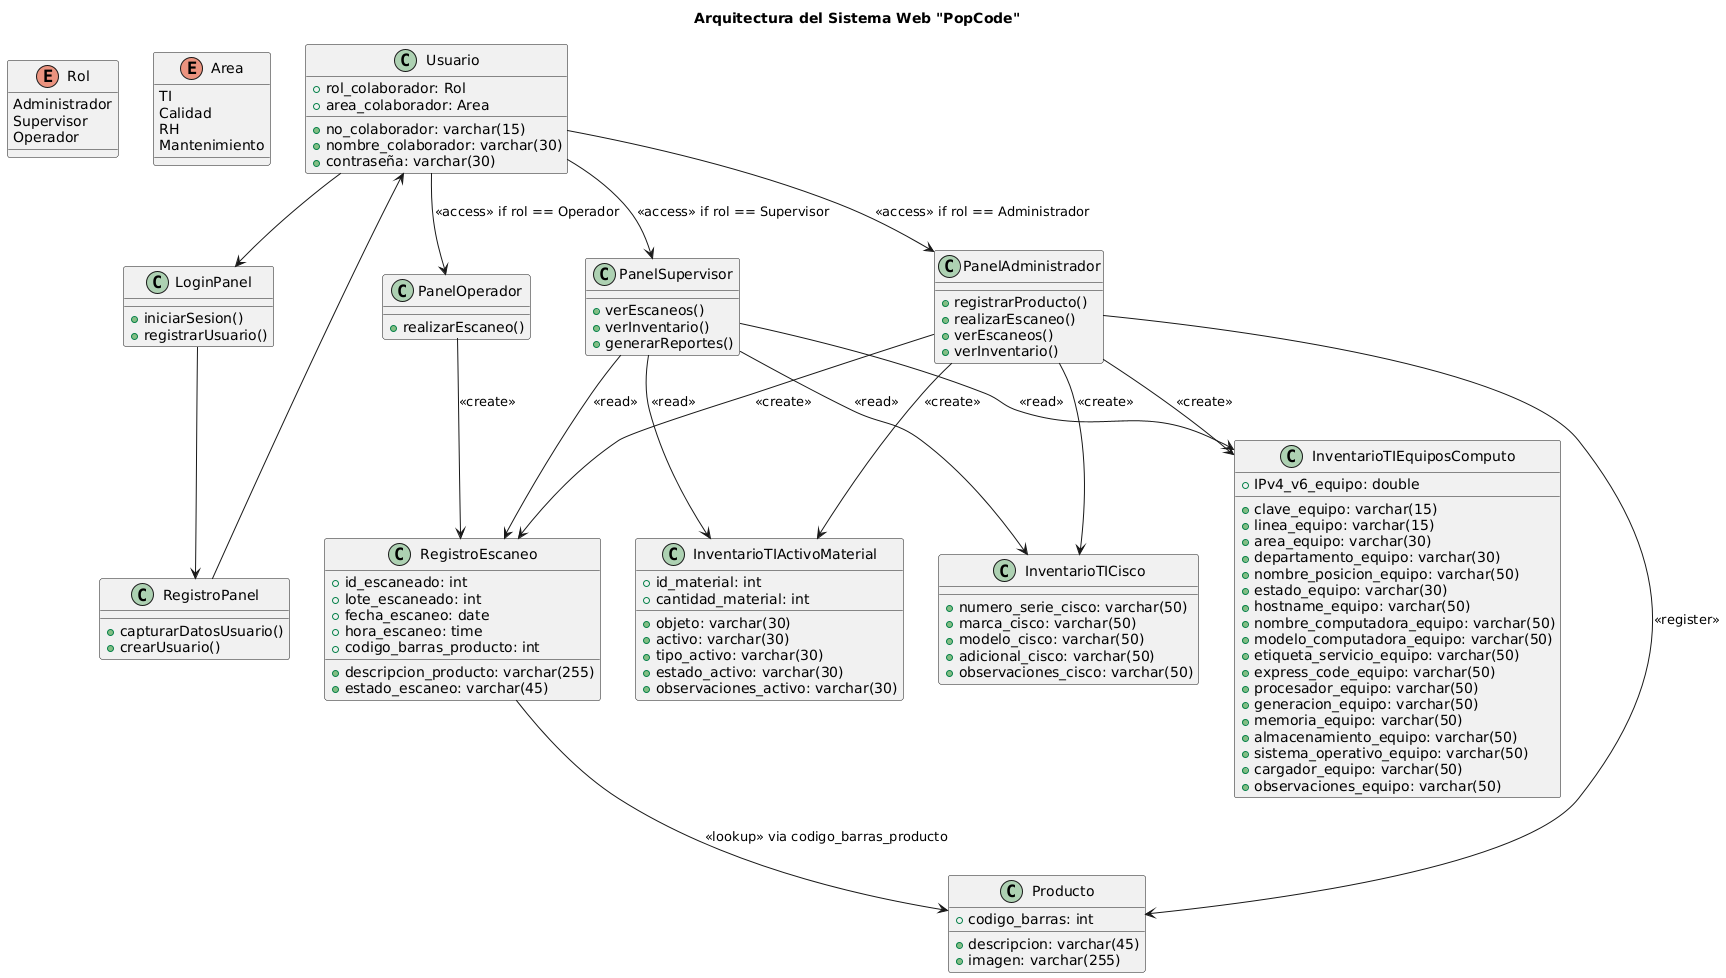 Arquitectura del Sistema Web "PopCode"
E Rol
Administrador
Supervisor
Operador
E Area
TI
Calidad
RH
Mantenimiento
C Usuario
rol_colaborador: Rol
area_colaborador: Area
no_colaborador: varchar(15)
nombre_colaborador: varchar(30)
contraseña: varchar(30)
«access» if rol == Operador
«access» if rol == Supervisor
«access» if rol == Administrador
C LoginPanel
iniciarSesion()
registrarUsuario()
C PanelOperador
realizarEscaneo()
C PanelSupervisor
verEscaneos()
verInventario()
generarReportes()
C PanelAdministrador
registrarProducto()
realizarEscaneo()
verEscaneos()
verInventario()
«create»
«read»
«read»
«create»
«read»
«create»
«read»
«create»
«create»
«register»
C RegistroPanel
capturarDatosUsuario()
crearUsuario()
C RegistroEscaneo
id_escaneado: int
lote_escaneado: int
fecha_escaneo: date
hora_escaneo: time
codigo_barras_producto: int
descripcion_producto: varchar(255)
estado_escaneo: varchar(45)
C InventarioTIActivoMaterial
id_material: int
cantidad_material: int
objeto: varchar(30)
activo: varchar(30)
tipo_activo: varchar(30)
estado_activo: varchar(30)
observaciones_activo: varchar(30)
C InventarioTICisco
numero_serie_cisco: varchar(50)
marca_cisco: varchar(50)
modelo_cisco: varchar(50)
adicional_cisco: varchar(50)
observaciones_cisco: varchar(50)
C InventarioTIEquiposComputo
IPv4_v6_equipo: double
clave_equipo: varchar(15)
linea_equipo: varchar(15)
area_equipo: varchar(30)
departamento_equipo: varchar(30)
nombre_posicion_equipo: varchar(50)
estado_equipo: varchar(30)
hostname_equipo: varchar(50)
nombre_computadora_equipo: varchar(50)
modelo_computadora_equipo: varchar(50)
etiqueta_servicio_equipo: varchar(50)
express_code_equipo: varchar(50)
procesador_equipo: varchar(50)
generacion_equipo: varchar(50)
memoria_equipo: varchar(50)
almacenamiento_equipo: varchar(50)
sistema_operativo_equipo: varchar(50)
cargador_equipo: varchar(50)
observaciones_equipo: varchar(50)
«lookup» via codigo_barras_producto
C Producto
codigo_barras: int
descripcion: varchar(45)
imagen: varchar(255)